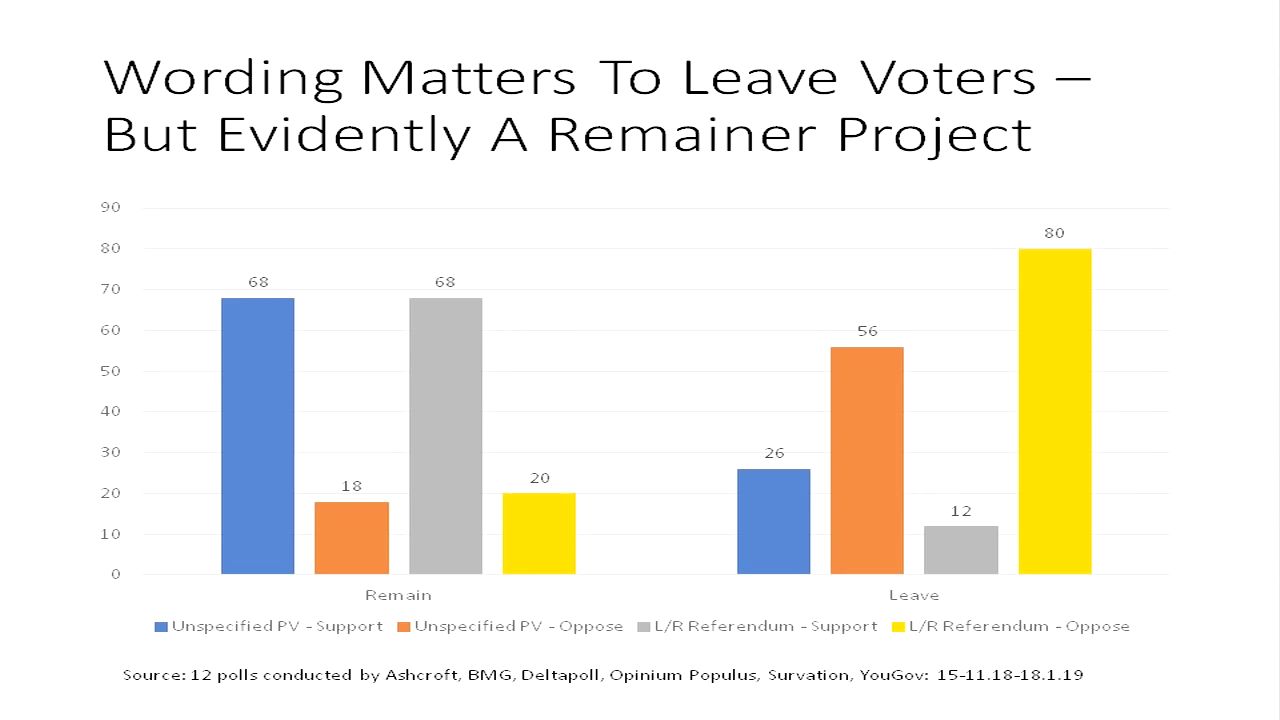 Wording Matters To Leave Voters –
But Evidently A Remainer Project
90
80
70
60
50
40
30
20
10
0
68
18
68
20
26
56
12
80
Remain
Leave
Unspecified PV - Support
Unspecified PV - Oppose
L/R Referendum - Support
L/R Referendum - Oppose
Source: 12 polls conducted by Ashcroft, BMG, Deltapoll, Opinium Populus, Survation, YouGov: 15-11.18-18.1.19